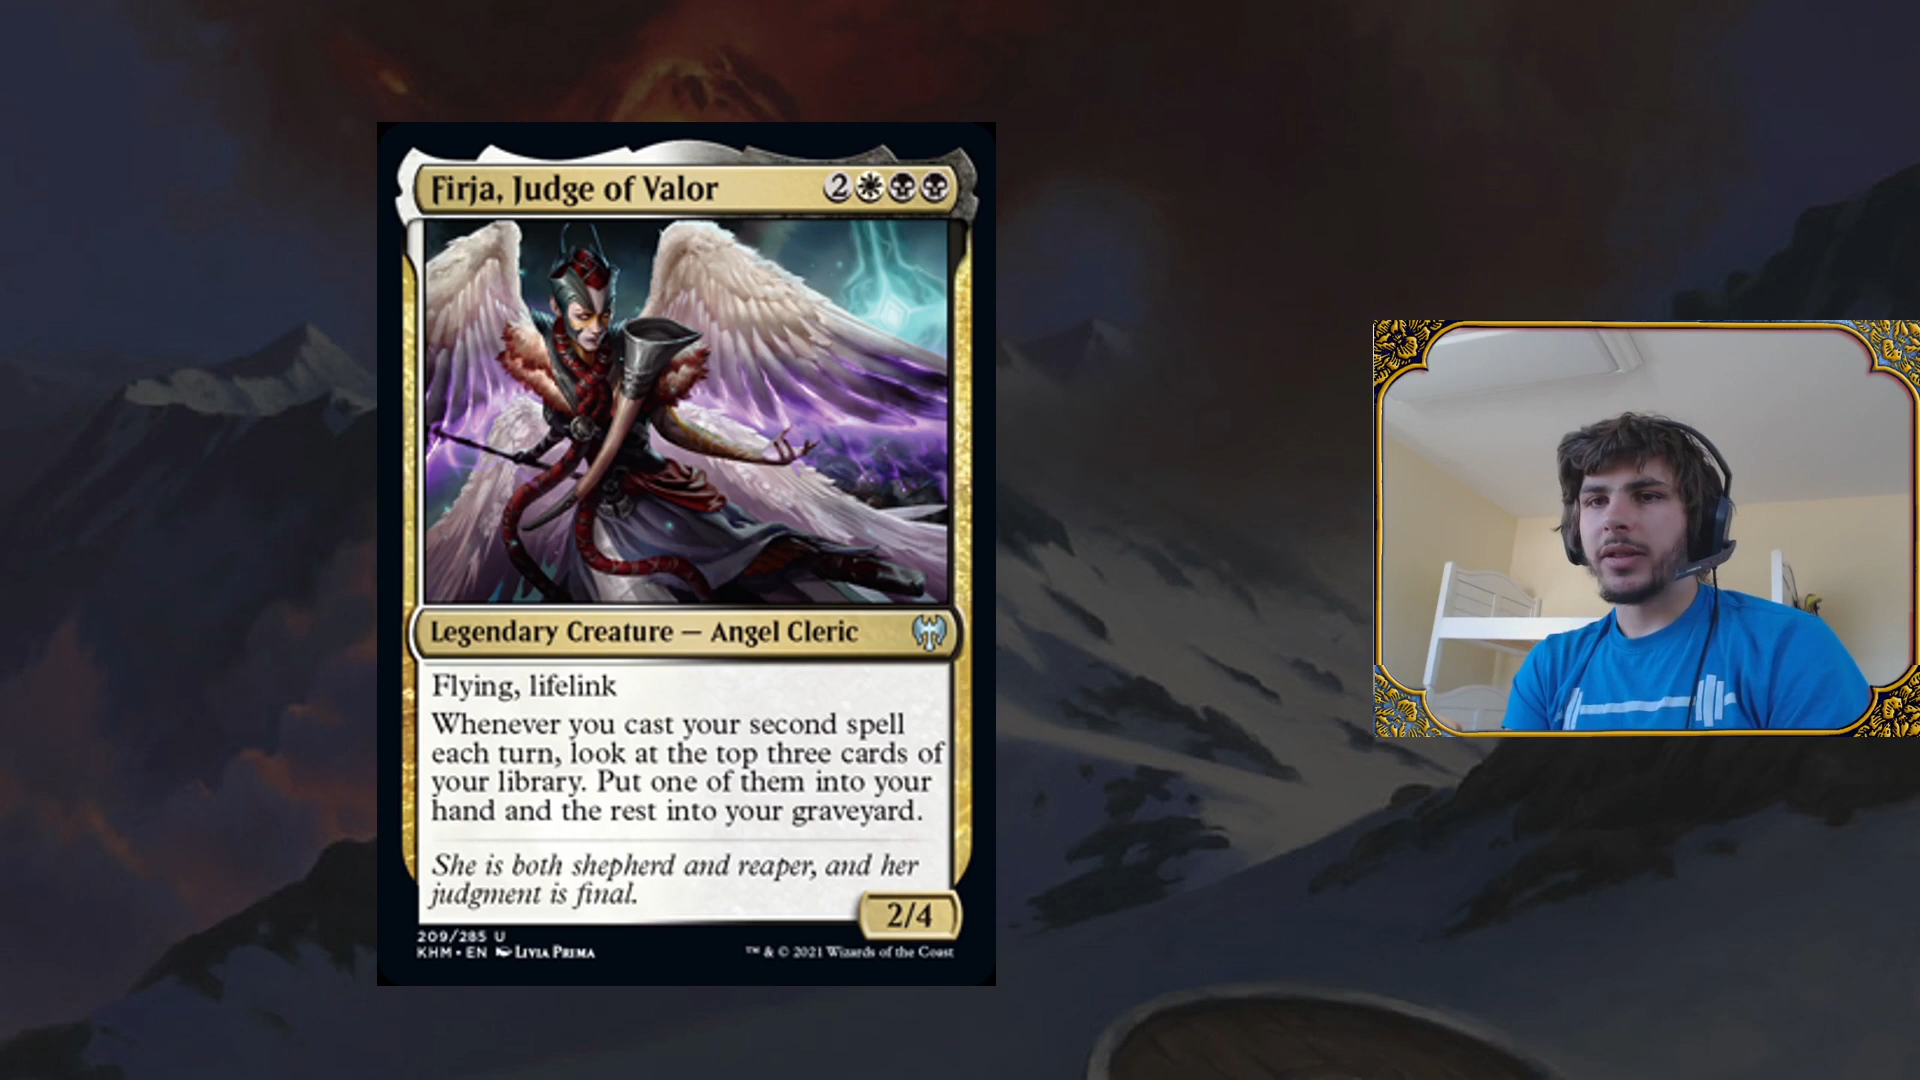 Firja, Judge of Valor 2
Legendary Creature — Angel Cleric
Flying, lifelink
Whenever you cast your second spell
each turn, look at the top three cards of
your library. Put one of them into your
hand and the rest into your graveyard.
She is both shepherd and reaper, and her
judgment is final.
2/4
209/285 U
KHM • EN Livia Prima
™ & © 2021 Wizards of the Coast